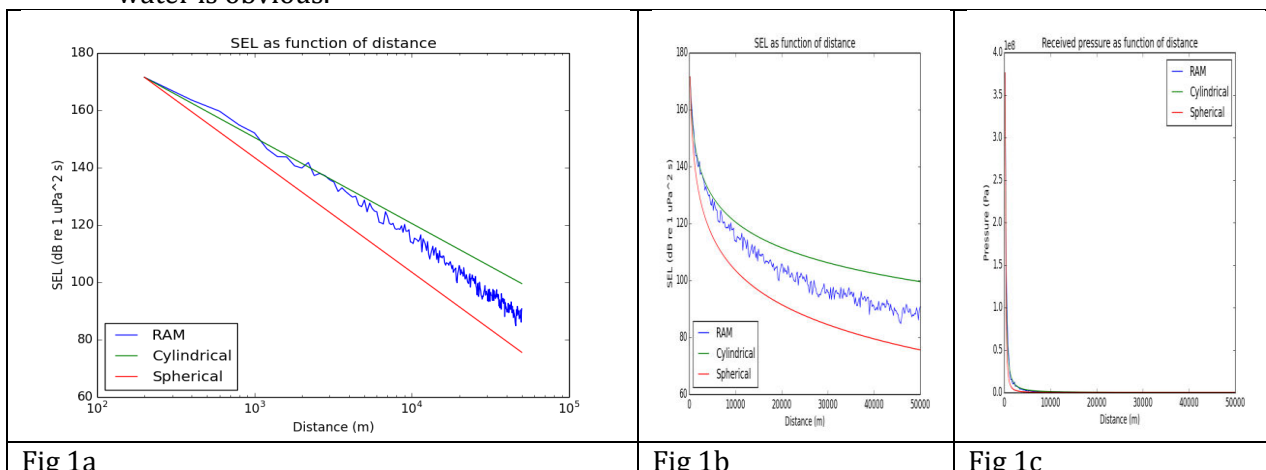 water is obvious.
SEL as function of distance
180
160
140
120
100
80
60
SEL (dB re 1 uPa^2 s)
RAM
Cylindrical
Spherical
10^2
10^3
10^4
10^5
Distance (m)
SEL as function of distance
180
160
140
120
100
80
60
SEL (dB re 1 uPa^2 s)
RAM
Cylindrical
Spherical
0
10000
20000
30000
40000
50000
Distance (m)
Received pressure as function of distance
1e8
4.0
3.5
3.0
2.5
2.0
1.5
1.0
0.5
0.0
Pressure (Pa)
RAM
Cylindrical
Spherical
0
10000
20000
30000
40000
50000
Distance (m)
Fig 1a
Fig 1b
Fig 1c